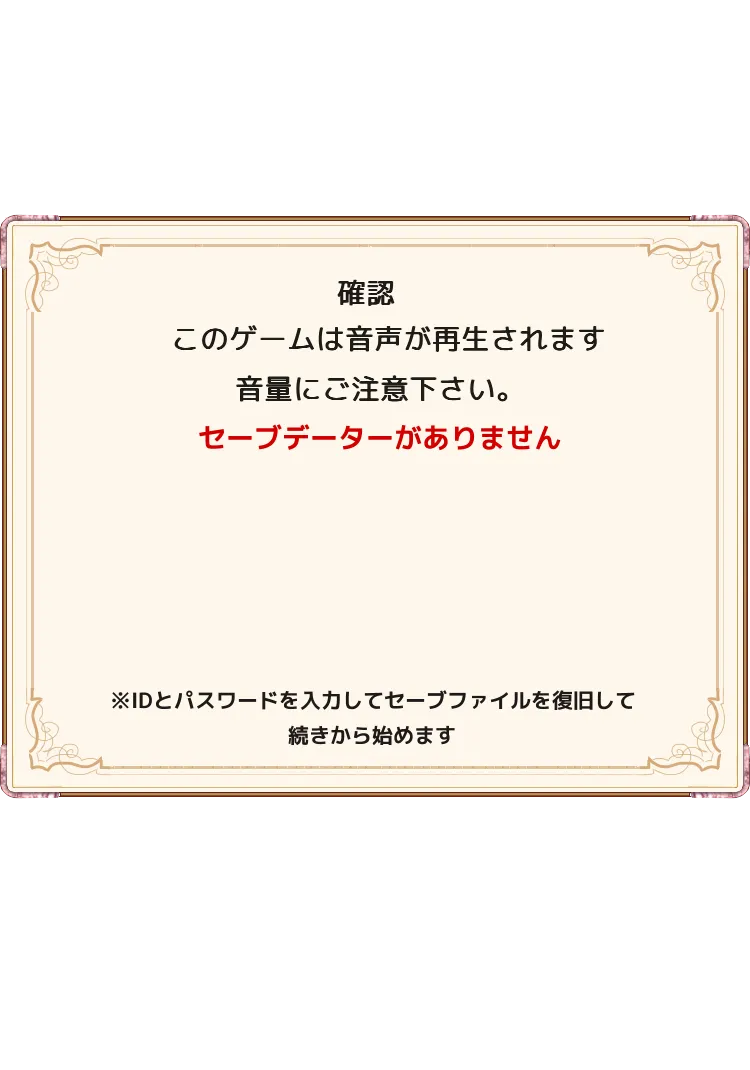 確認
このゲームは音声が再生されます
音量にご注意下さい。
セーブデーターがありません
※IDとパスワードを入力してセーブファイルを復旧して
続きから始めます